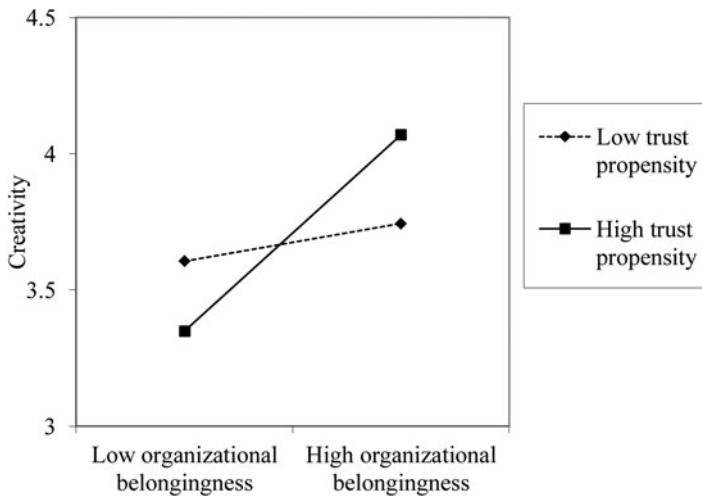 4.5
4
3.5
3
Creativity
Low organizational
belongingness
High organizational
belongingness
Low trust
propensity
High trust
propensity